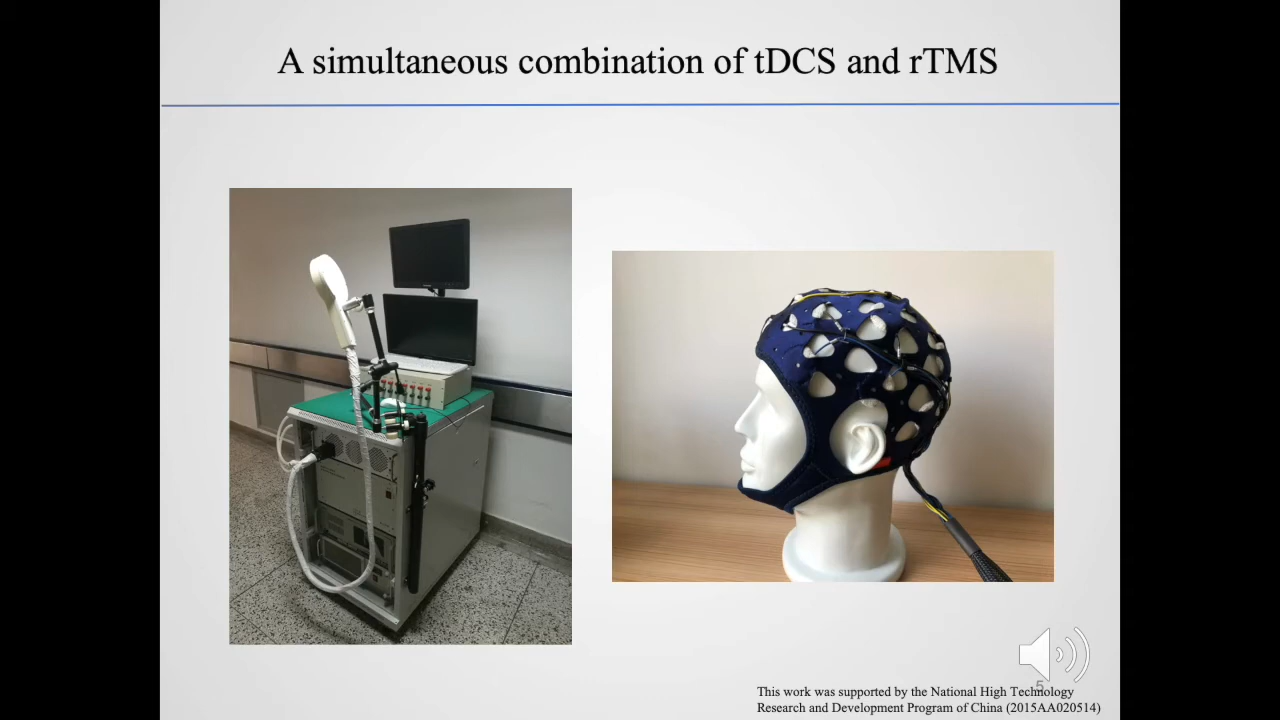 A simultaneous combination of tDCS and rTMS
5
This work was supported by the National High Technology
Research and Development Program of China (2015AA020514)